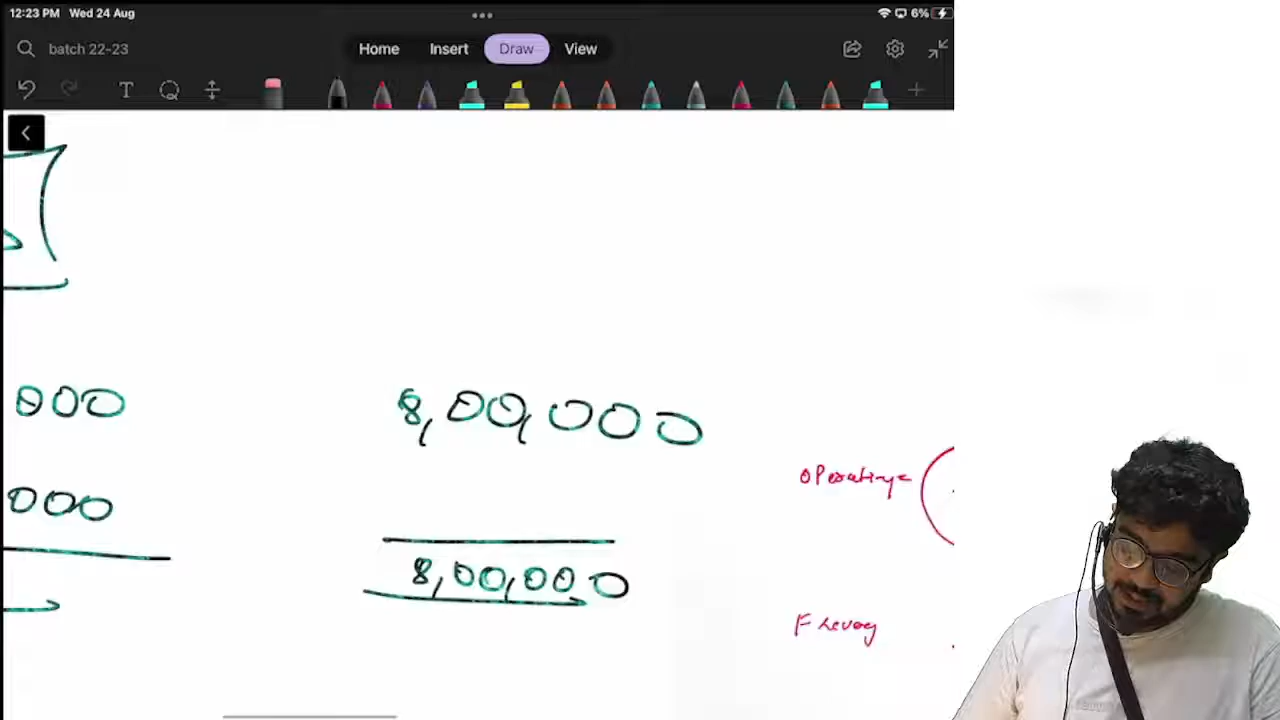 12:23 PM Wed 24 Aug
6%
batch 22-23
Home Insert Draw View
T
000
8,00,000
000
8,00,000
Operating =
F